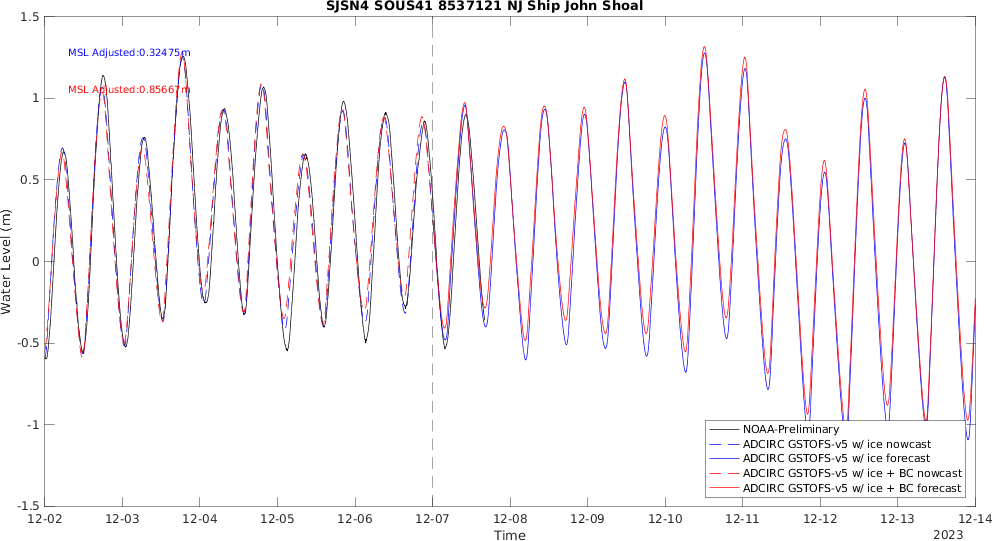 SJSN4 SOUS41 8537121 NJ Ship John Shoal
MSL Adjusted:0.32475m
MSL Adjusted:0.85667m
Water Level (m)
1.5
1
0.5
0
-0.5
-1
-1.5
NOAA-Preliminary
ADCIRC GSTOFS-v5 w/ ice nowcast
ADCIRC GSTOFS-v5 w/ ice forecast
ADCIRC GSTOFS-v5 w/ ice + BC nowcast
ADCIRC GSTOFS-v5 w/ ice + BC forecast
12-02 12-03 12-04 12-05 12-06 12-07 12-08 12-09 12-10 12-11 12-12 12-13 12-14
Time
2023